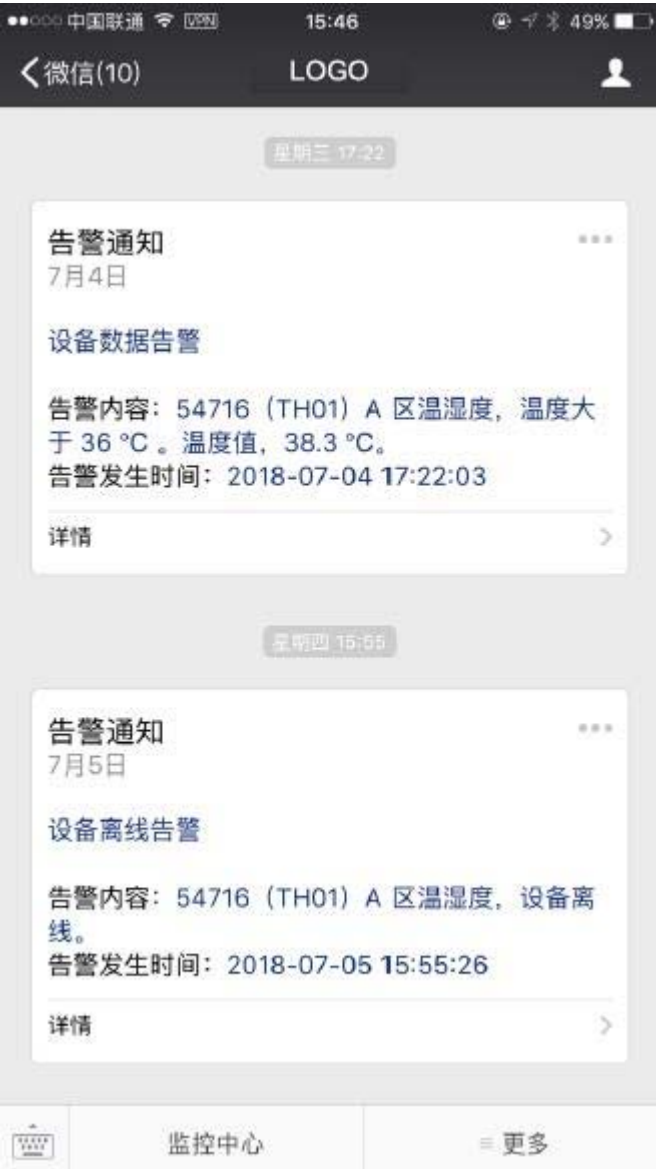 中国联通 VPN 15:46 49%
微信(10) LOGO
星期三 17:22
告警通知
7月4日
设备数据告警
告警内容：54716（TH01）A 区温湿度，温度大
于 36 °C 。温度值，38.3 °C。
告警发生时间：2018-07-04 17:22:03
详情
星期四 15:55
告警通知
7月5日
设备离线告警
告警内容：54716（TH01）A 区温湿度，设备离
线。
告警发生时间：2018-07-05 15:55:26
详情
监控中心 更多